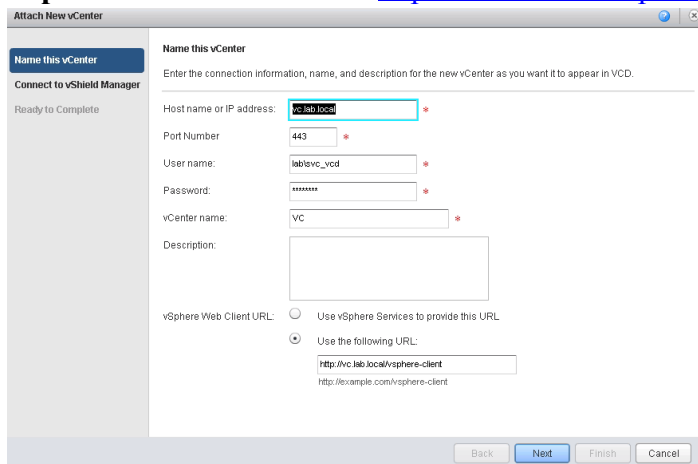 Attach New vCenter
Name this vCenter
Connect to vShield Manager
Ready to Complete
Name this vCenter
Enter the connection information, name, and description for the new vCenter as you want it to appear in VCD.
Host name or IP address: vc.lab.local *
Port Number 443 *
User name: lab\svc_vcd *
Password: ******** *
vCenter name: VC *
Description:
vSphere Web Client URL: Use vSphere Services to provide this URL
Use the following URL:
http://vc.lab.local/vsphere-client
http://example.com/vsphere-client
Back Next Finish Cancel